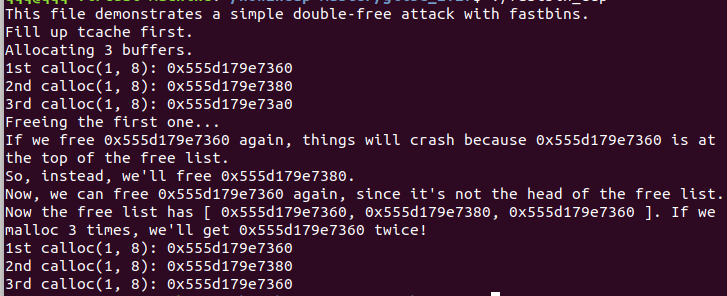 This file demonstrates a simple double-free attack with fastbins.
Fill up tcache first.
Allocating 3 buffers.
1st calloc(1, 8): 0x555d179e7360
2nd calloc(1, 8): 0x555d179e7380
3rd calloc(1, 8): 0x555d179e73a0
Freeing the first one...
If we free 0x555d179e7360 again, things will crash because 0x555d179e7360 is at
the top of the free list.
So, instead, we'll free 0x555d179e7380.
Now, we can free 0x555d179e7360 again, since it's not the head of the free list.
Now the free list has [ 0x555d179e7360, 0x555d179e7380, 0x555d179e7360 ]. If we
malloc 3 times, we'll get 0x555d179e7360 twice!
1st calloc(1, 8): 0x555d179e7360
2nd calloc(1, 8): 0x555d179e7380
3rd calloc(1, 8): 0x555d179e7360